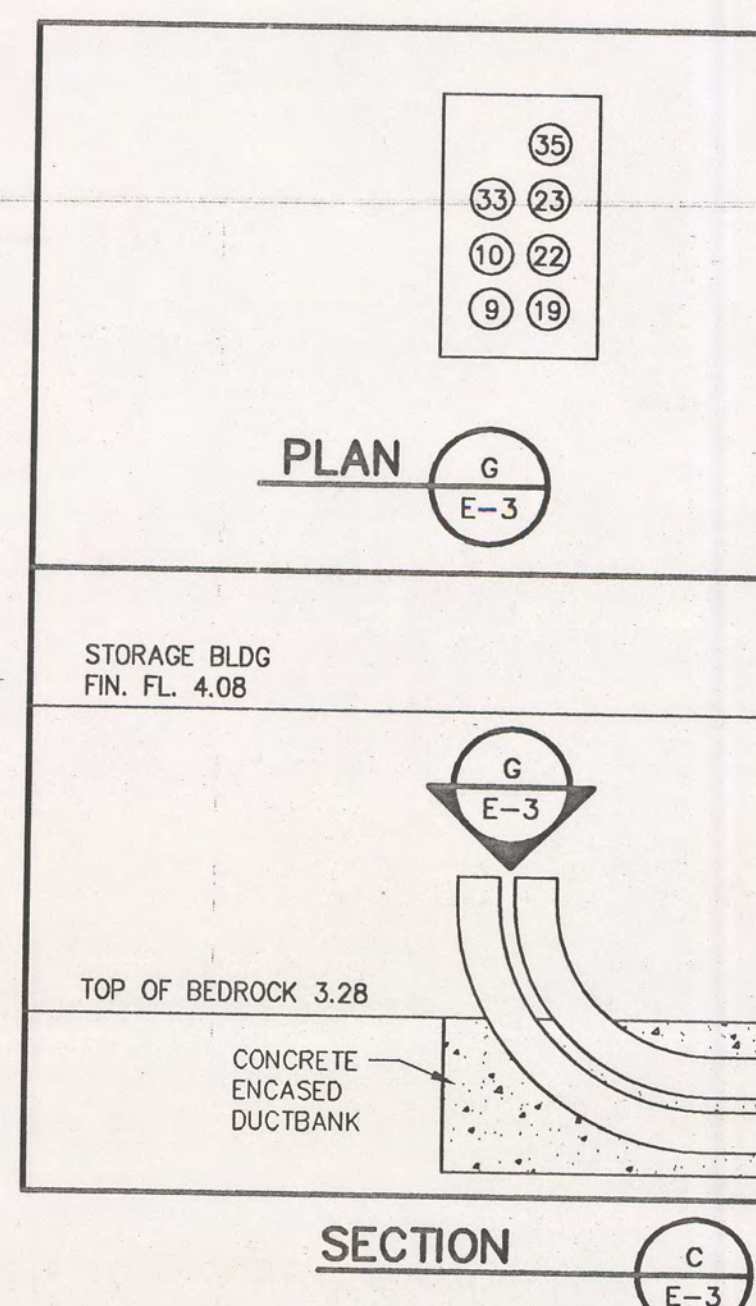 35
33 23
10 22
9 19
PLAN
G
E-3
STORAGE BLDG
FIN. FL. 4.08
G
E-3
TOP OF BEDROCK 3.28
CONCRETE
ENCASED
DUCTBANK
SECTION
C
E-3